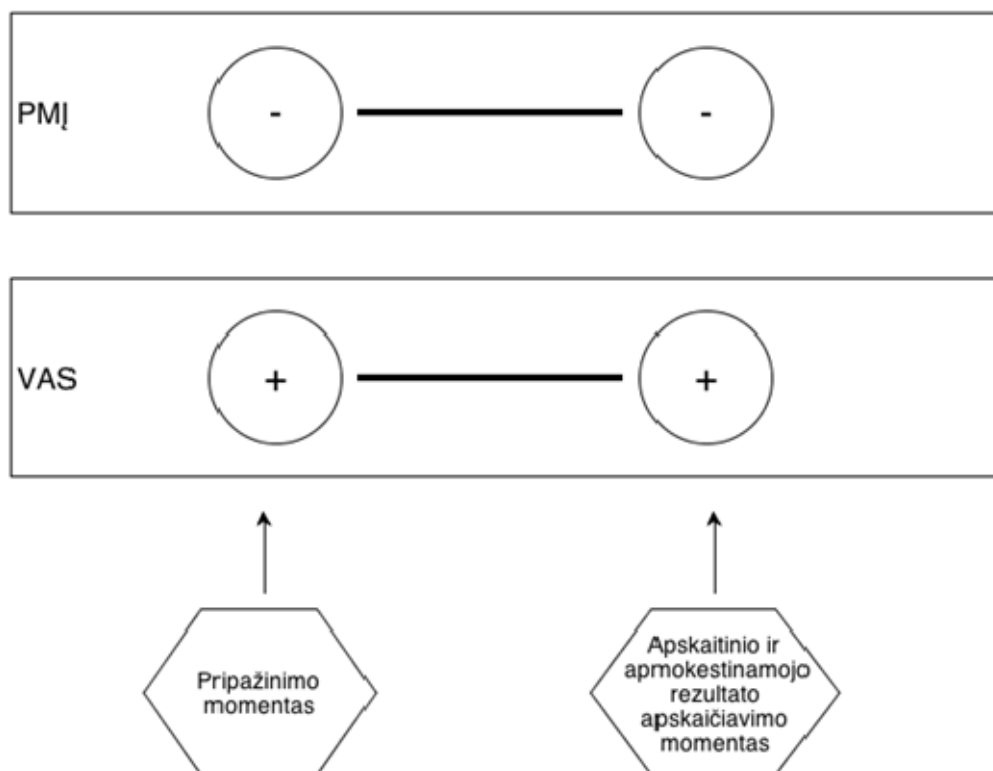 PMĮ
-
-
VAS
+
+
Pripažinimo
momentas
Apskaitinio ir
apmokestinamojo
rezultato
apskaičiavimo
momentas